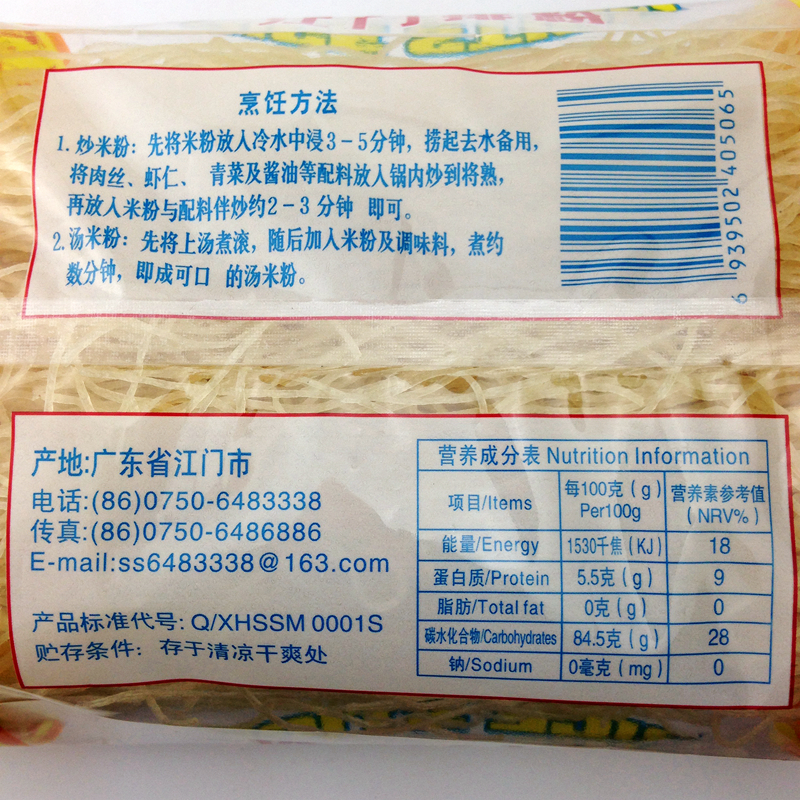 烹饪方法
1. 炒米粉：先将米粉放入冷水中浸3－5分钟，捞起去水备用，
将肉丝、虾仁、 青菜及酱油等配料放入锅内炒到将熟，
再放入米粉与配料伴炒约2－3 分钟 即可。
2. 汤米粉：先将上汤煮滚，随后加入米粉及调味料，煮约
数分钟，即成可口 的汤米粉。
6 939502 405065
产地:广东省江门市
电话:(86)0750-6483338
传真:(86)0750-6486886
E-mail:ss6483338@163.com
产品标准代号: Q/XHSSM 0001S
贮存条件: 存于清凉干爽处
营养成分表 Nutrition Information
项目/Items 每100克（g） Per100g 营养素参考值（NRV%）
能量/Energy 1530千焦（KJ） 18
蛋白质/Protein 5.5克（g） 9
脂肪/Total fat 0克（g） 0
碳水化合物/Carbohydrates 84.5克（g） 28
钠/Sodium 0毫克（mg） 0